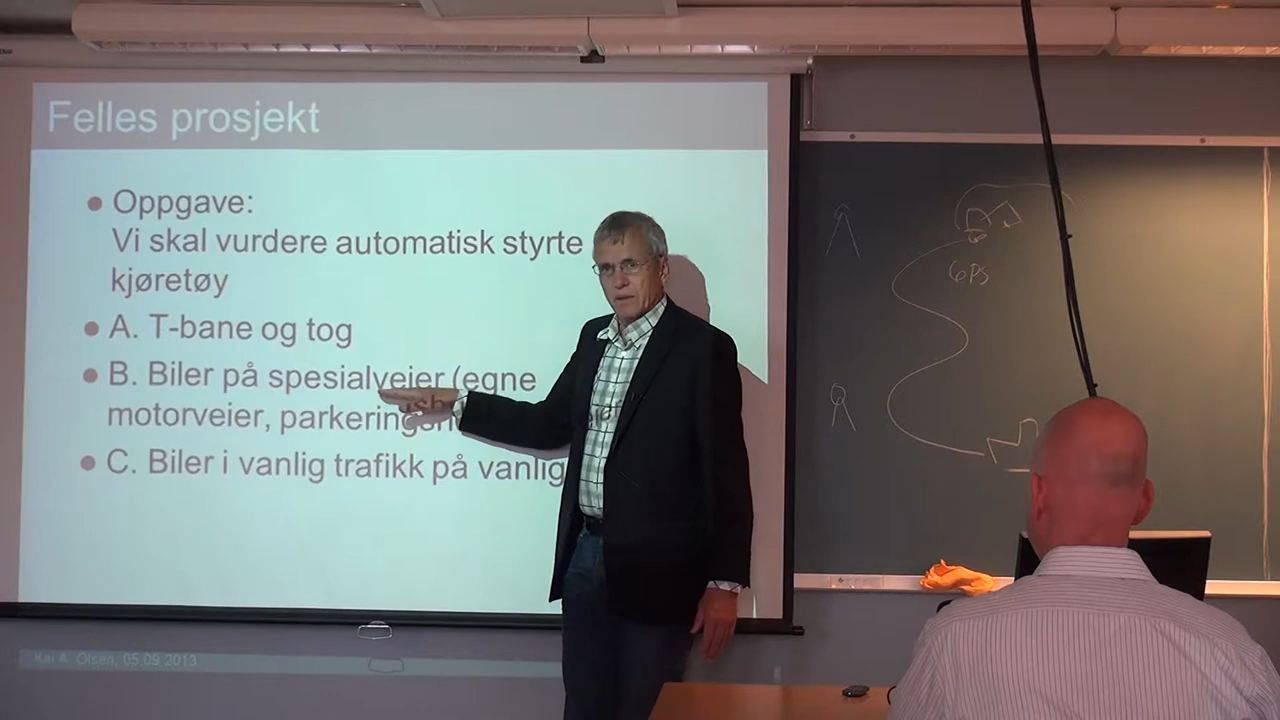 Felles prosjekt
Oppgave:
Vi skal vurdere automatisk styrte
kjøretøy
A. T-bane og tog
B. Biler på spesialveier (egne
motorveier,
C. Biler i vanlig trafikk på vanlig
GPS
Kai A. Olsen, 05.09.2013